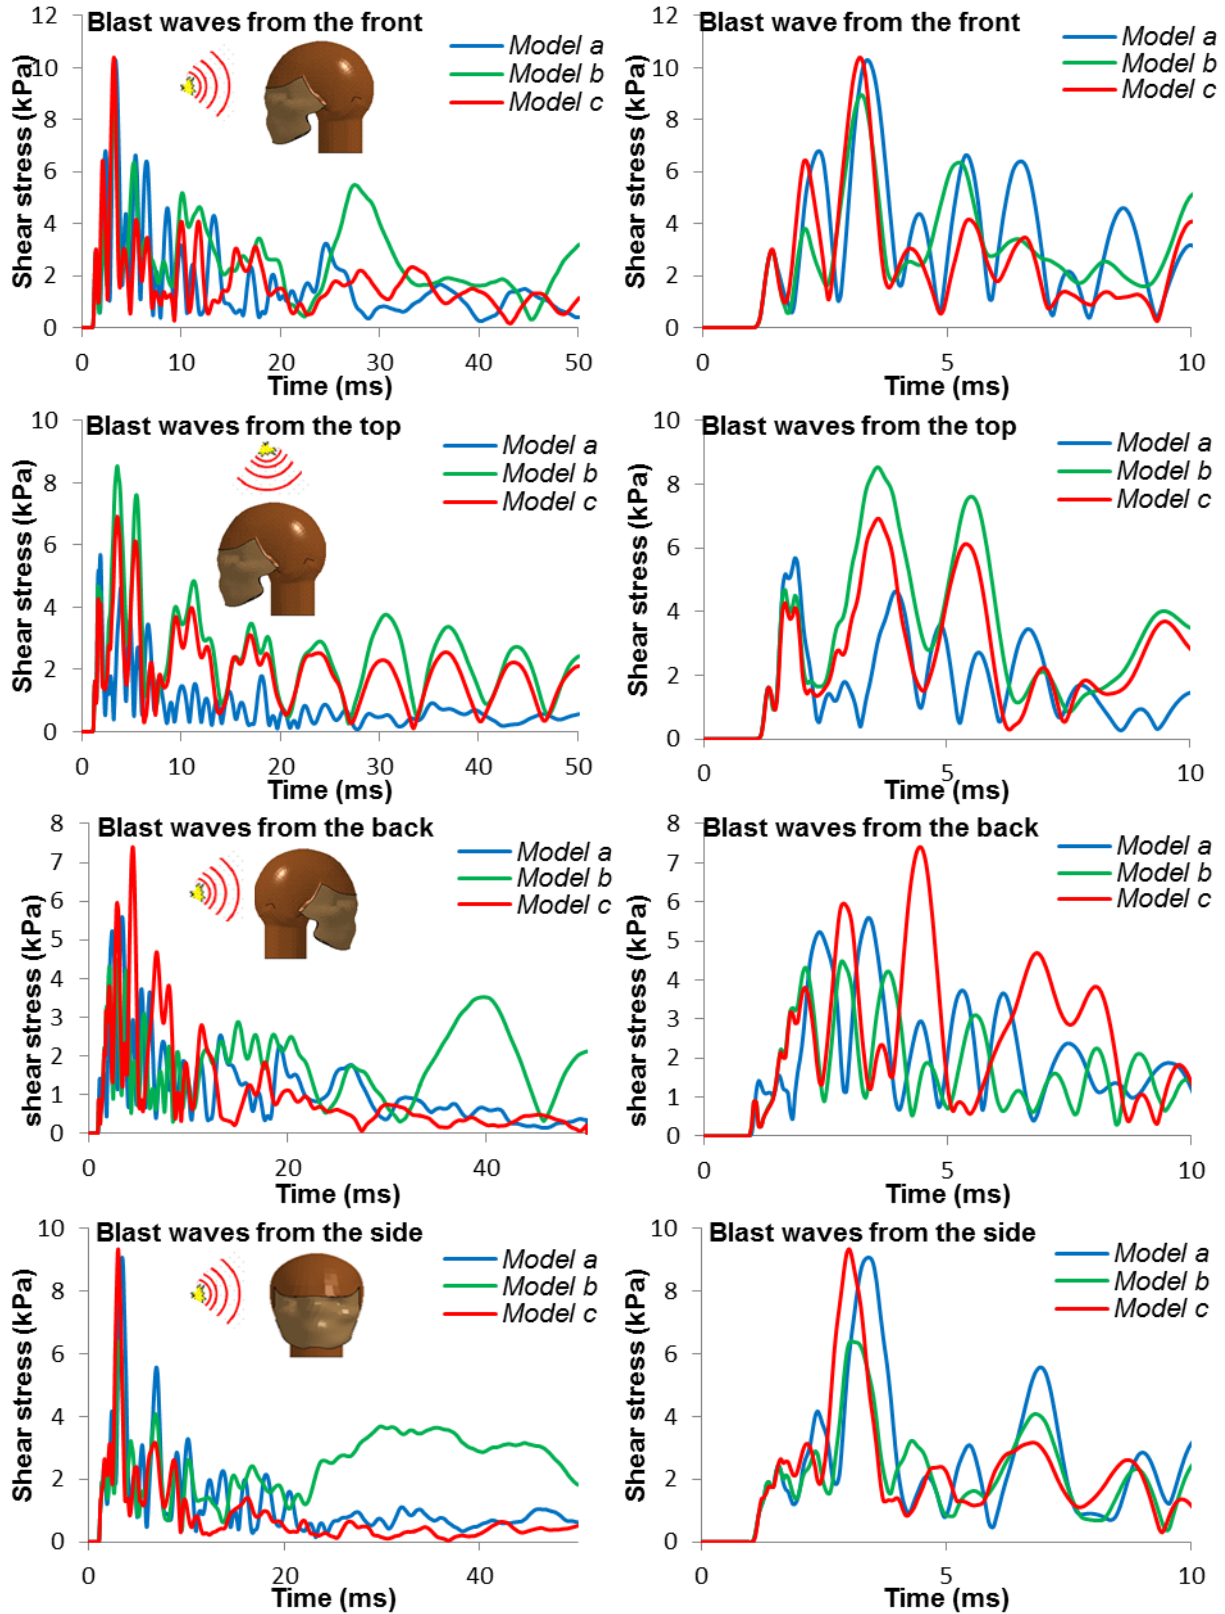 Blast waves from the front
Model a
Model b
Model c
Shear stress (kPa)
12
10
8
6
4
2
0
0 10 20 30 40 50
Time (ms)
Blast wave from the front
Model a
Model b
Model c
Shear stress (kPa)
12
10
8
6
4
2
0
0 5 10
Time (ms)
Blast waves from the top
Model a
Model b
Model c
Shear stress (kPa)
10
8
6
4
2
0
0 10 20 30 40 50
Time (ms)
Blast waves from the top
Model a
Model b
Model c
Shear stress (kPa)
10
8
6
4
2
0
0 5 10
Time (ms)
Blast waves from the back
Model a
Model b
Model c
shear stress (kPa)
8
7
6
5
4
3
2
1
0
0 20 40
Time (ms)
Blast waves from the back
Model a
Model b
Model c
shear stress (kPa)
8
7
6
5
4
3
2
1
0
0 5 10
Time (ms)
Blast waves from the side
Model a
Model b
Model c
Shear stress (kPa)
10
8
6
4
2
0
0 20 40
Time (ms)
Blast waves from the side
Model a
Model b
Model c
Shear stress (kPa)
10
8
6
4
2
0
0 5 10
Time (ms)